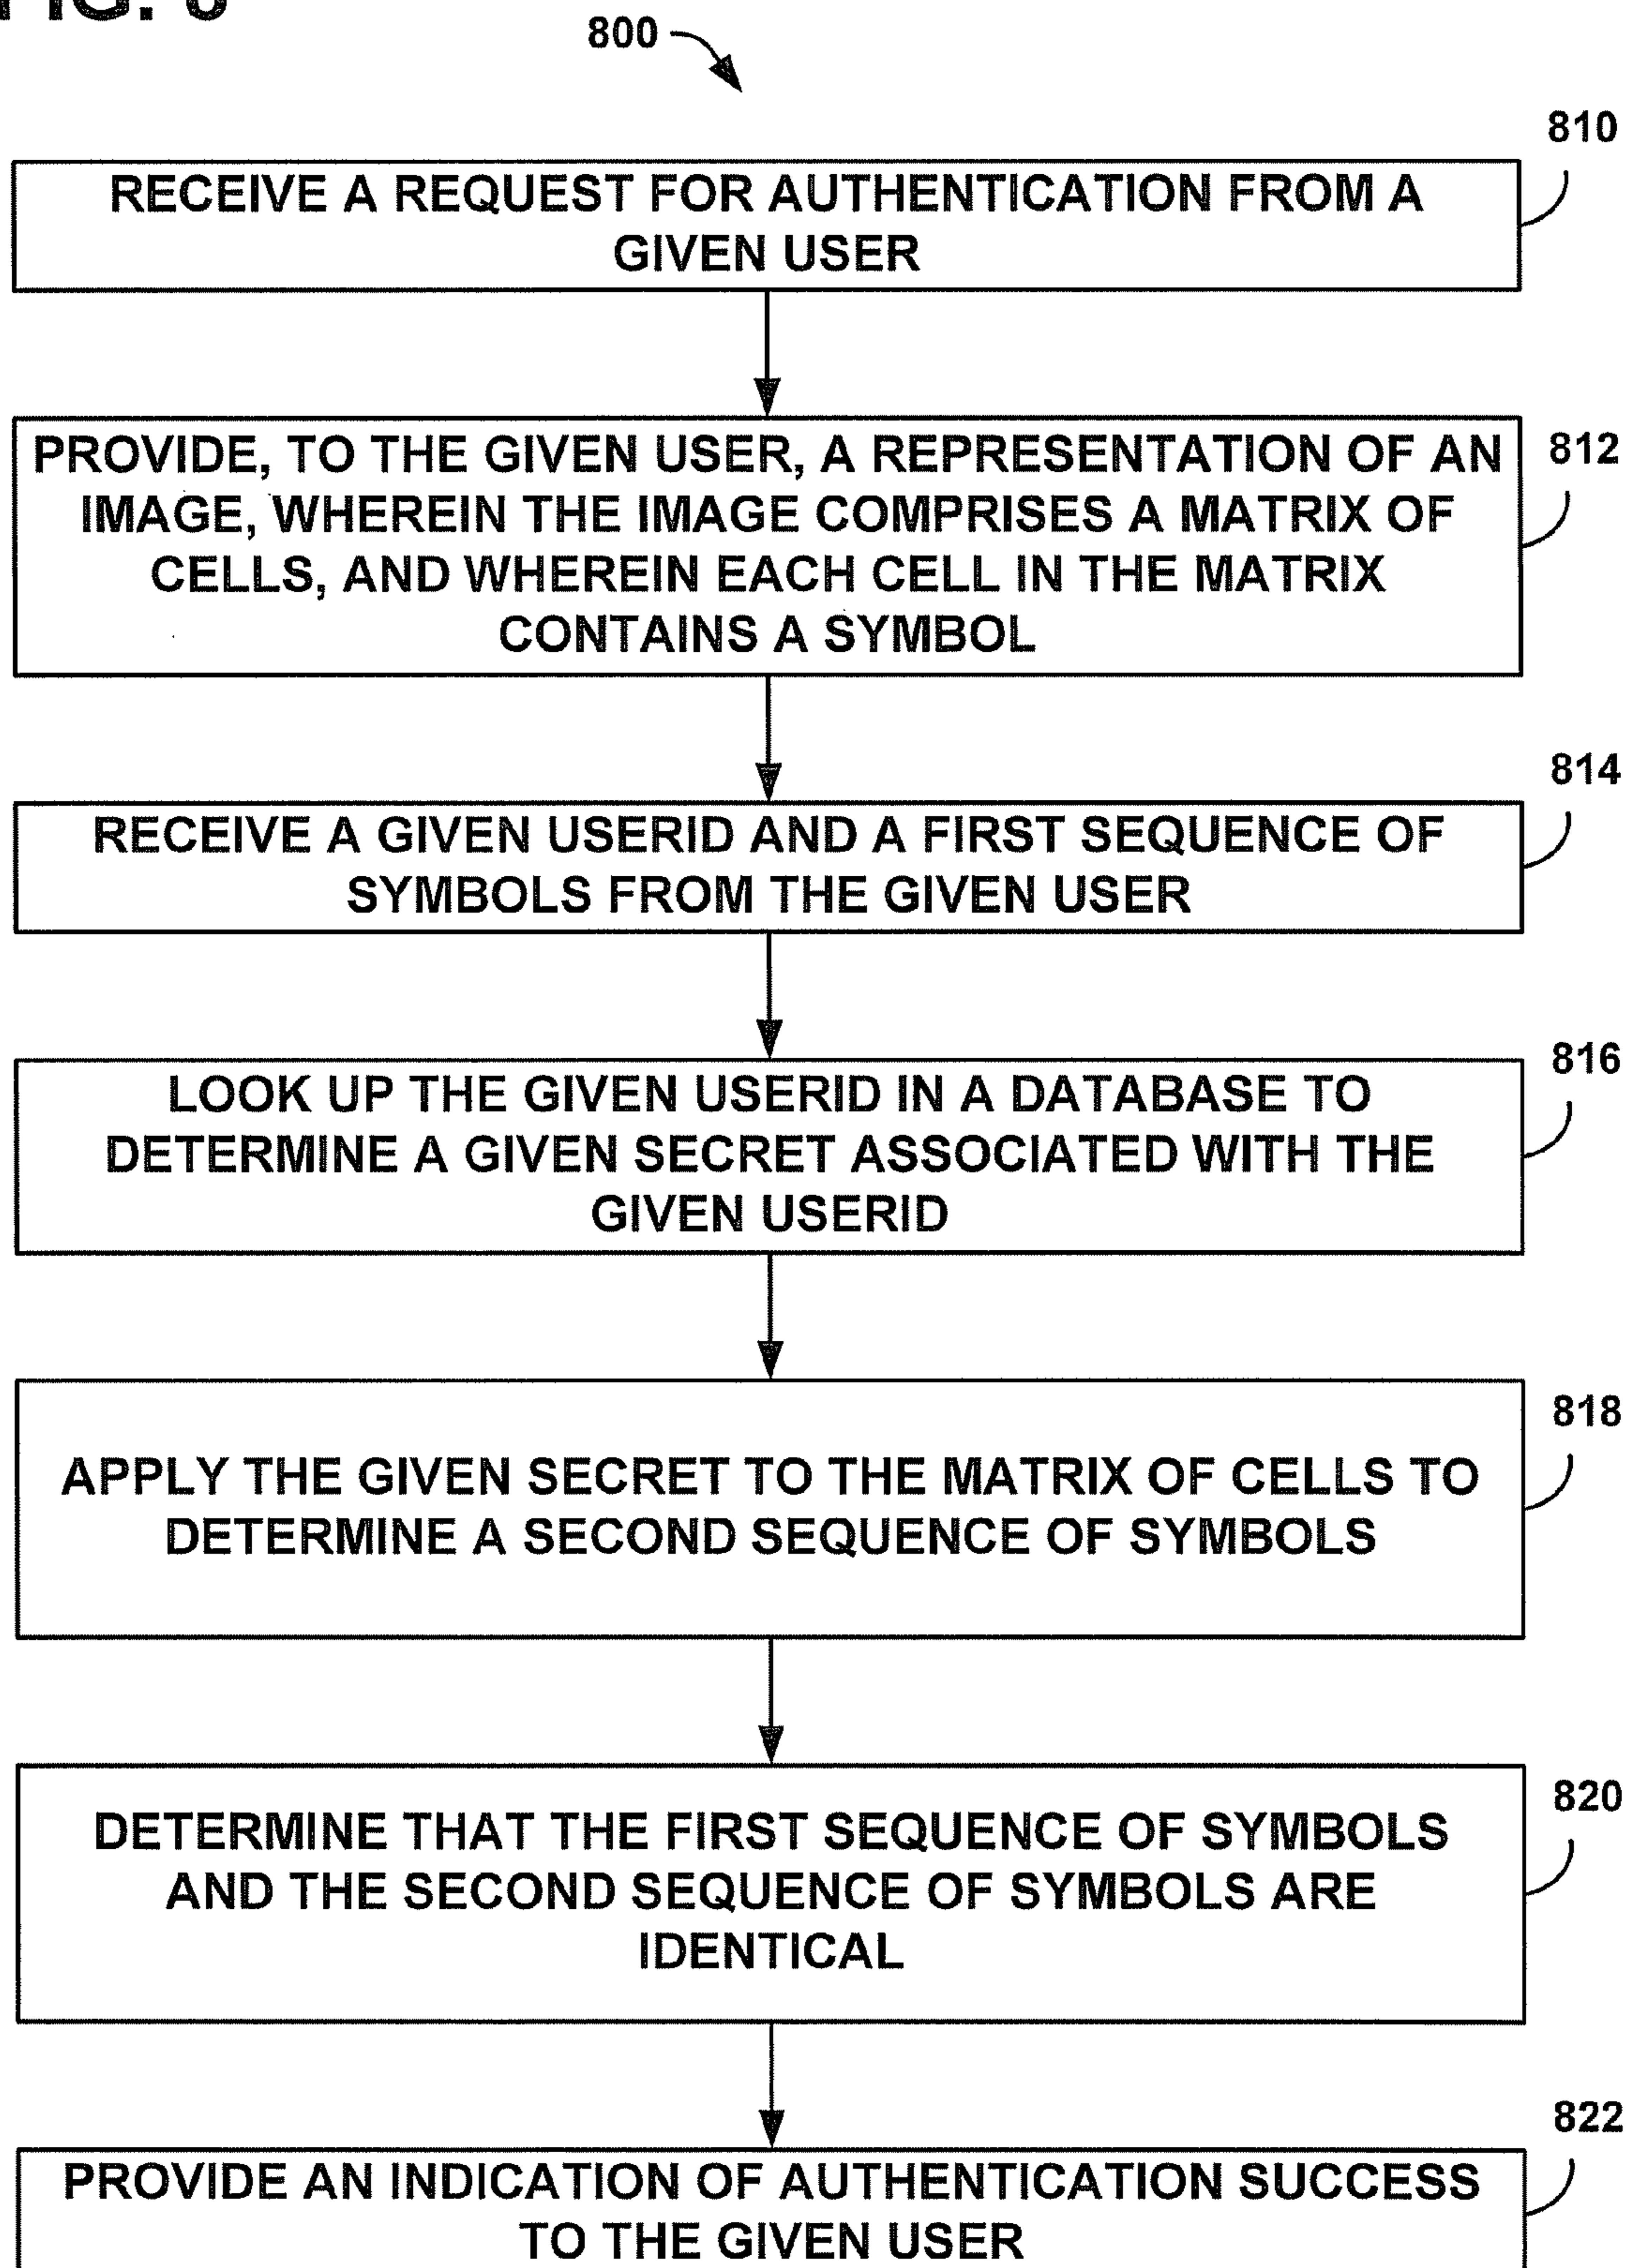 FIG. 8
800
810
RECEIVE A REQUEST FOR AUTHENTICATION FROM A
GIVEN USER
812
PROVIDE, TO THE GIVEN USER, A REPRESENTATION OF AN
IMAGE, WHEREIN THE IMAGE COMPRISES A MATRIX OF
CELLS, AND WHEREIN EACH CELL IN THE MATRIX
CONTAINS A SYMBOL
814
RECEIVE A GIVEN USERID AND A FIRST SEQUENCE OF
SYMBOLS FROM THE GIVEN USER
816
LOOK UP THE GIVEN USERID IN A DATABASE TO
DETERMINE A GIVEN SECRET ASSOCIATED WITH THE
GIVEN USERID
818
APPLY THE GIVEN SECRET TO THE MATRIX OF CELLS TO
DETERMINE A SECOND SEQUENCE OF SYMBOLS
820
DETERMINE THAT THE FIRST SEQUENCE OF SYMBOLS
AND THE SECOND SEQUENCE OF SYMBOLS ARE
IDENTICAL
822
PROVIDE AN INDICATION OF AUTHENTICATION SUCCESS
TO THE GIVEN USER